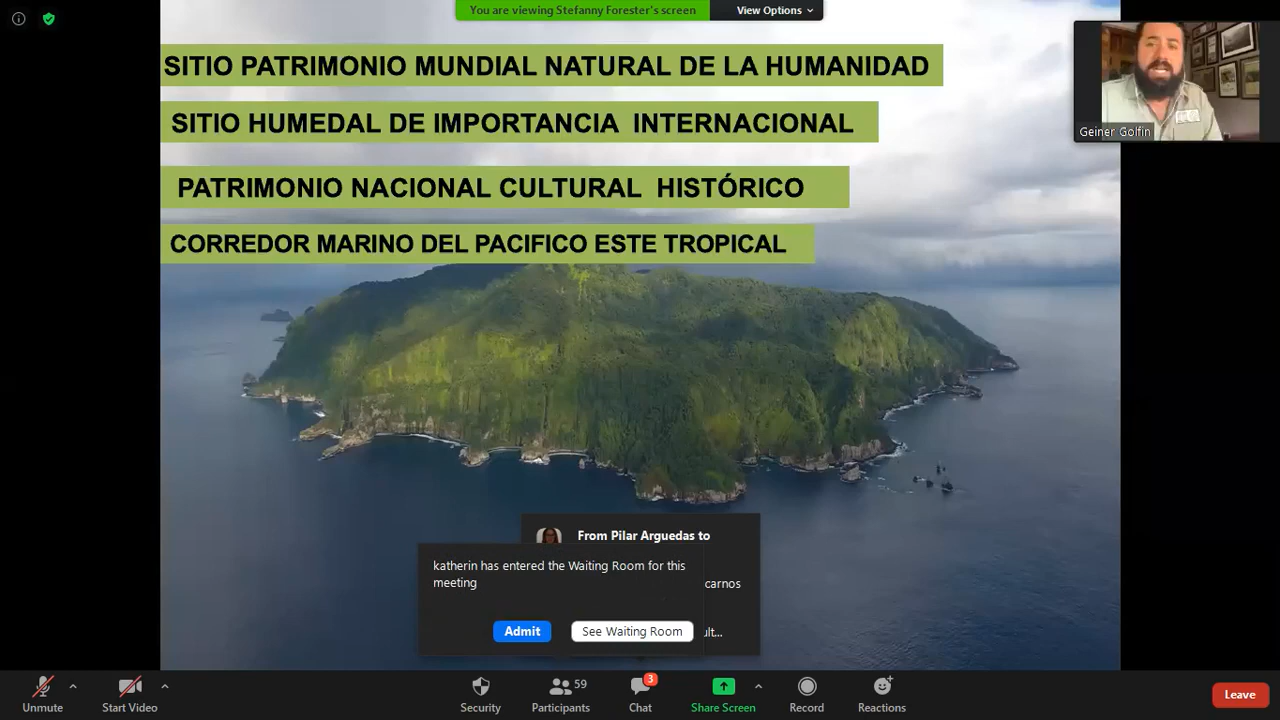 You are viewing Stefanny Forester's screen
View Options
SITIO PATRIMONIO MUNDIAL NATURAL DE LA HUMANIDAD
SITIO HUMEDAL DE IMPORTANCIA INTERNACIONAL
PATRIMONIO NACIONAL CULTURAL HISTÓRICO
CORREDOR MARINO DEL PACIFICO ESTE TROPICAL
Geiner Golfin
From Pilar Arguedas to
katherin has entered the Waiting Room for this
meeting
carnos
Admit
See Waiting Room
ult...
Unmute
Start Video
Security
59
Participants
3
Chat
Share Screen
Record
Reactions
Leave